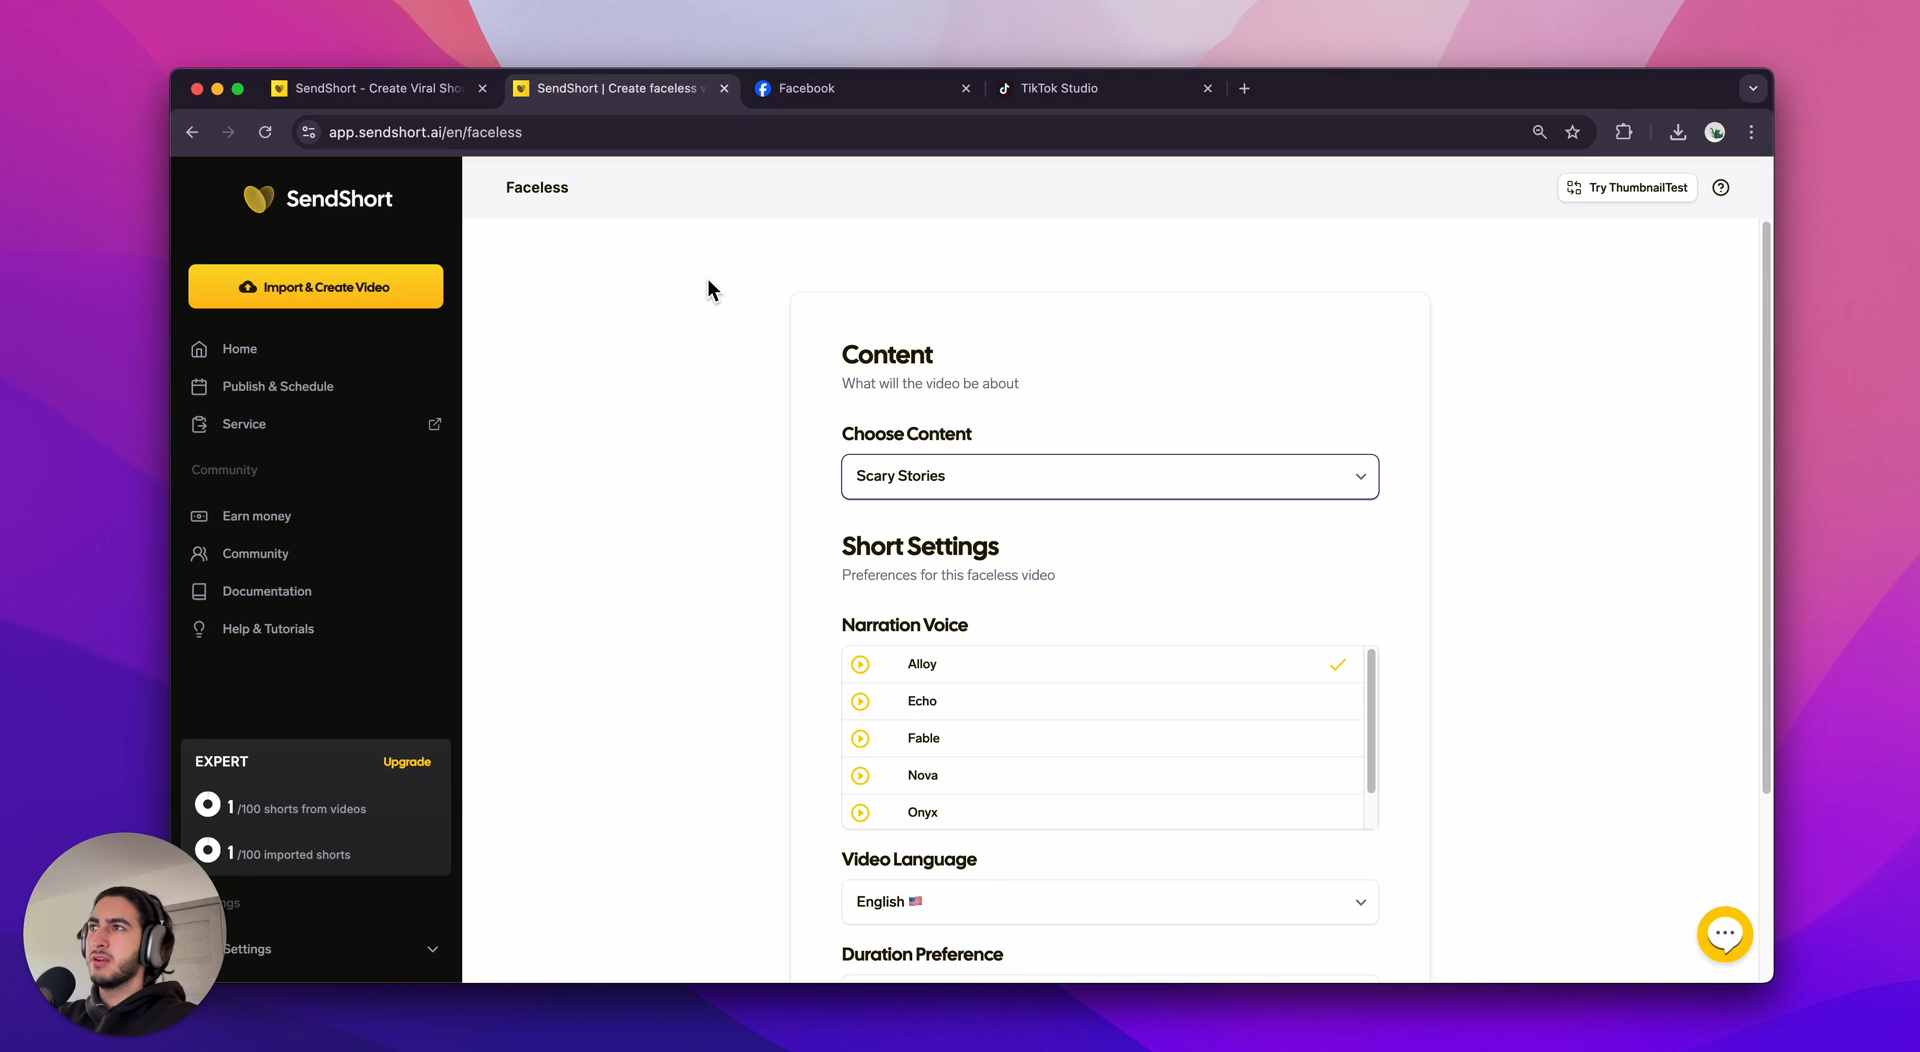 SendShort - Create Viral Sho
SendShort | Create faceless v
Facebook
TikTok Studio
app.sendshort.ai/en/faceless
SendShort
Faceless
Try ThumbnailTest
Import & Create Video
Home
Publish & Schedule
Service
Community
Earn money
Community
Documentation
Help & Tutorials
EXPERT
Upgrade
1 /100 shorts from videos
1 /100 imported shorts
ngs
Settings
Content
What will the video be about
Choose Content
Scary Stories
Short Settings
Preferences for this faceless video
Narration Voice
Alloy
Echo
Fable
Nova
Onyx
Video Language
English
Duration Preference